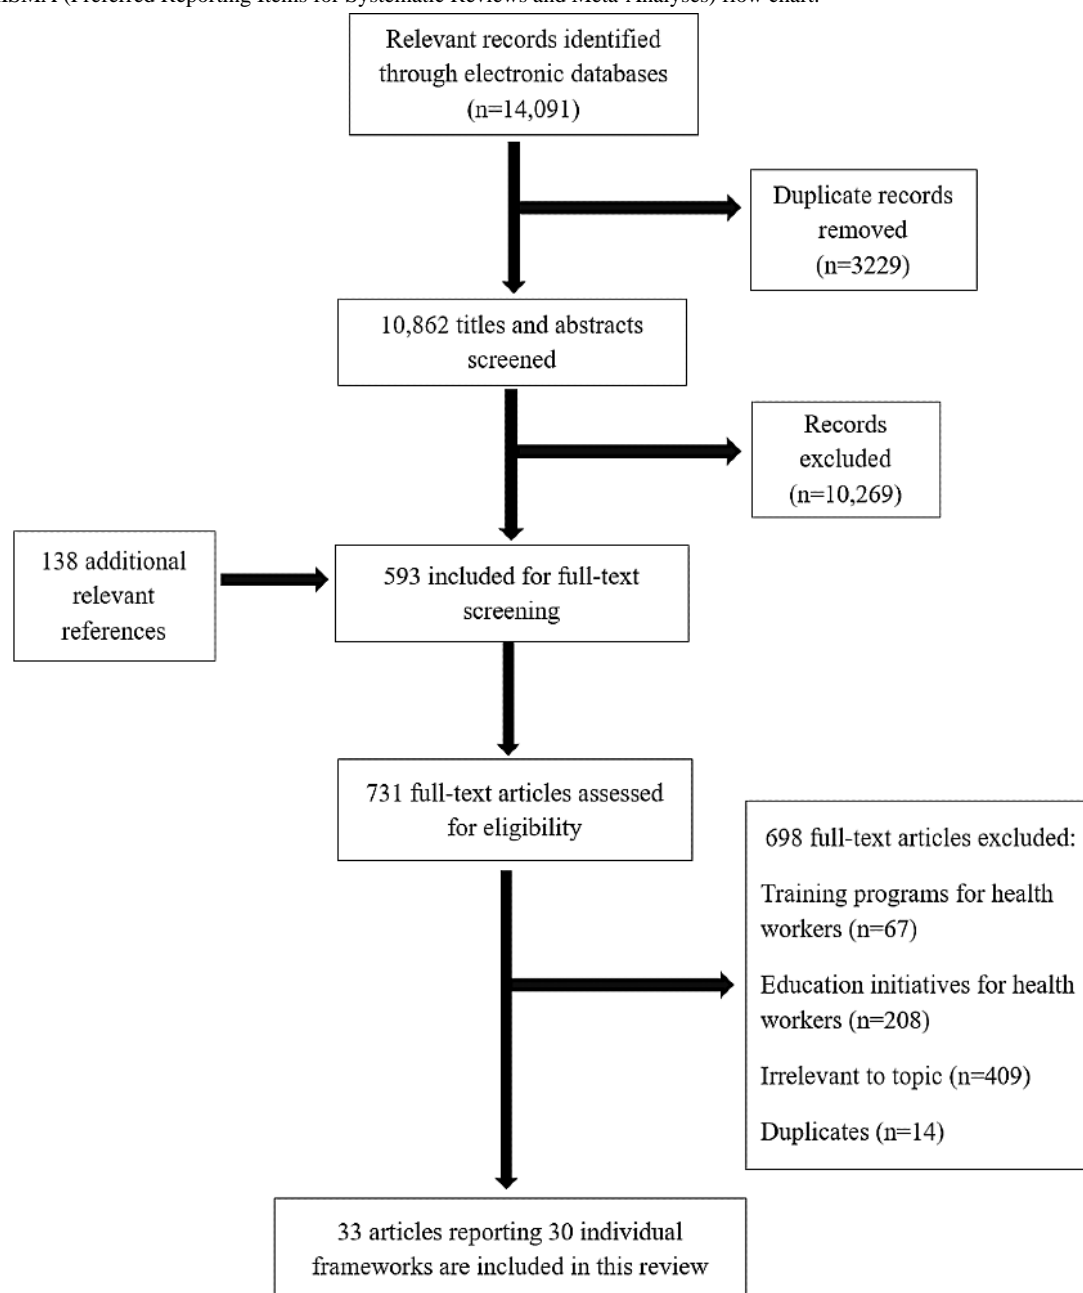 (Preferred Reporting Items for Systematic Reviews and Meta-Analyses) flow chart.
Relevant records identified
through electronic databases
(n=14,091)
Duplicate records
removed
(n=3229)
10,862 titles and abstracts
screened
Records
excluded
(n=10,269)
138 additional
relevant
references
593 included for full-text
screening
731 full-text articles assessed
for eligibility
698 full-text articles excluded:
Training programs for health
workers (n=67)
Education initiatives for health
workers (n=208)
Irrelevant to topic (n=409)
Duplicates (n=14)
33 articles reporting 30 individual
frameworks are included in this review